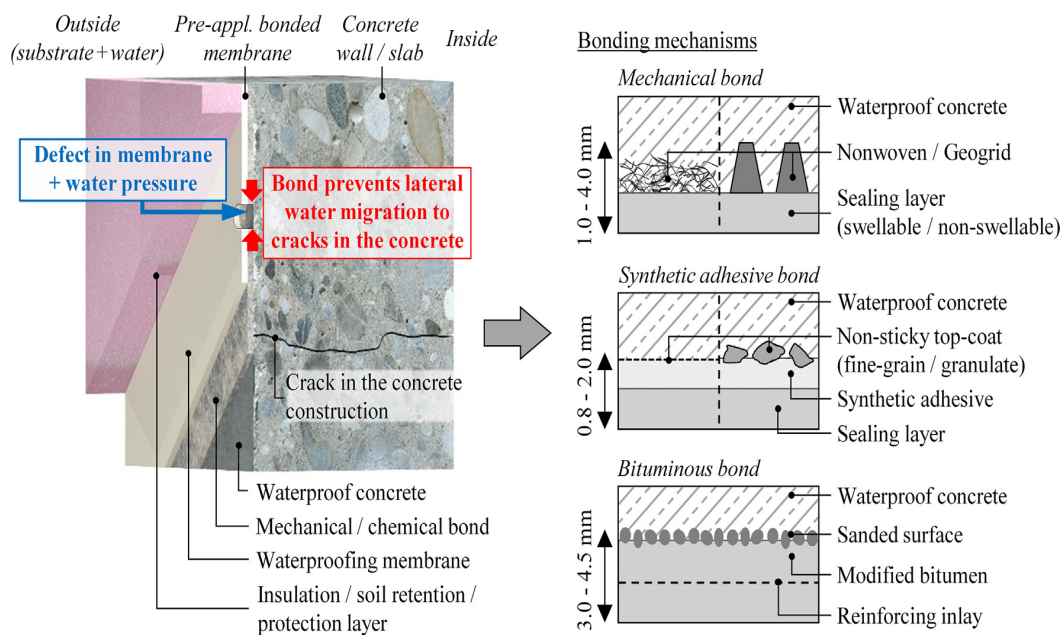 Outside
(substrate+water)
Pre-appl. bonded
membrane
Concrete
wall / slab
Inside
Defect in membrane
+ water pressure
Bond prevents lateral
water migration to
cracks in the concrete
Crack in the concrete
construction
Waterproof concrete
Mechanical / chemical bond
Waterproofing membrane
Insulation / soil retention /
protection layer
Bonding mechanisms
Mechanical bond
1.0 - 4.0 mm
Waterproof concrete
Nonwoven / Geogrid
Sealing layer
(swellable / non-swellable)
Synthetic adhesive bond
0.8 - 2.0 mm
Waterproof concrete
Non-sticky top-coat
(fine-grain / granulate)
Synthetic adhesive
Sealing layer
Bituminous bond
3.0 - 4.5 mm
Waterproof concrete
Sanded surface
Modified bitumen
Reinforcing inlay